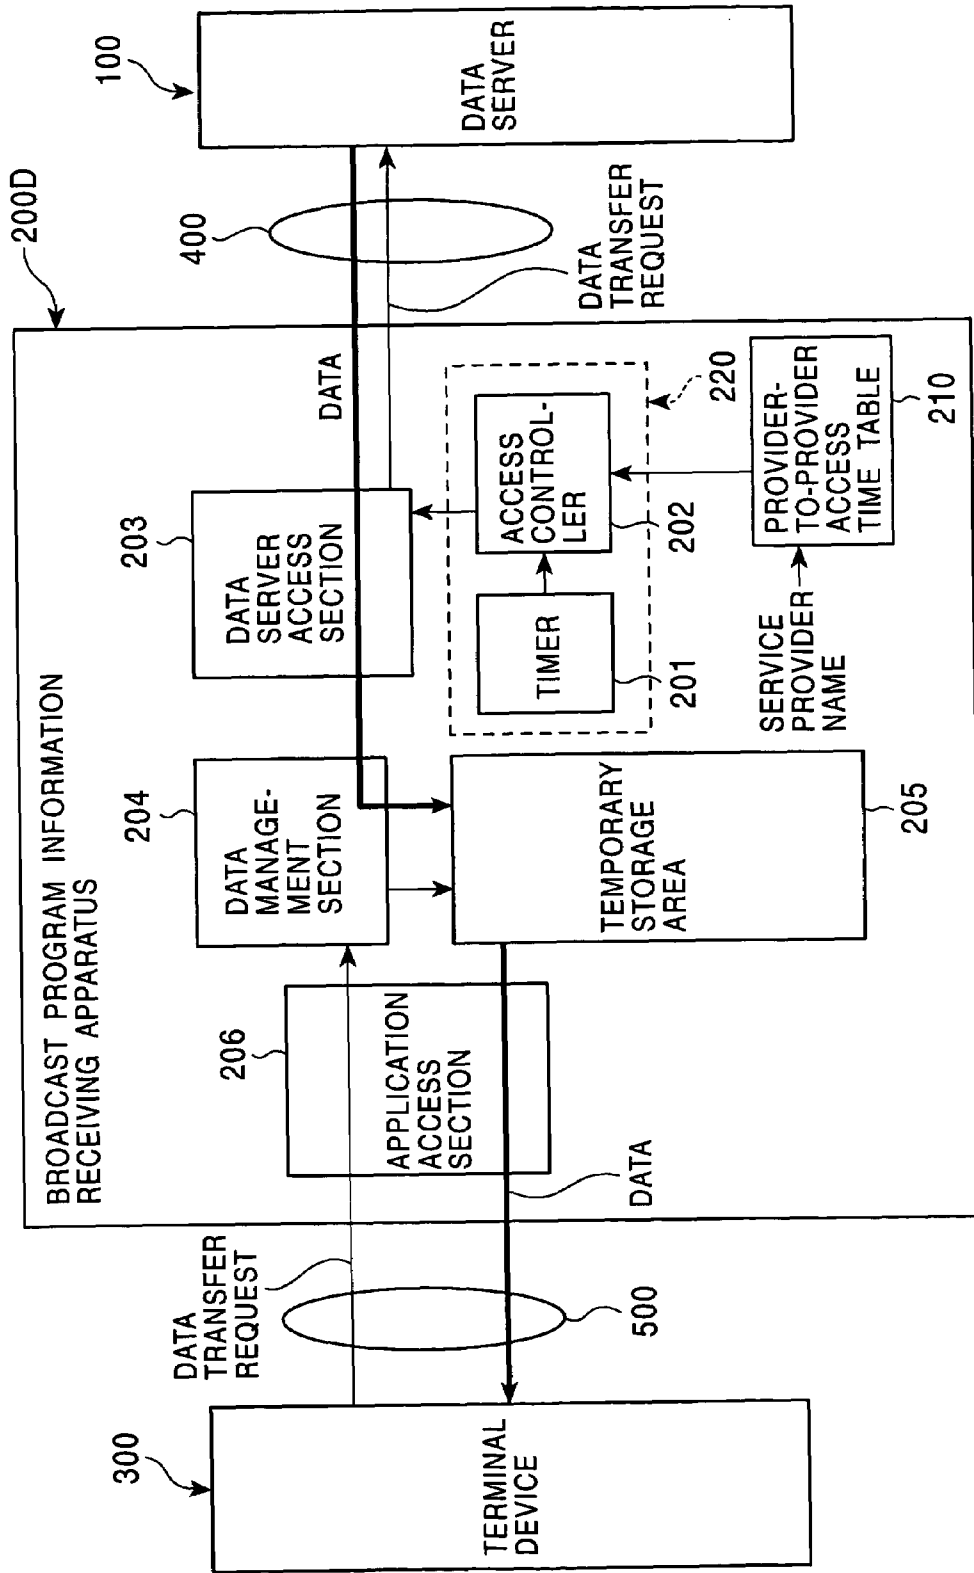 300
TERMINAL
DEVICE
DATA
TRANSFER
REQUEST
500
BROADCAST PROGRAM INFORMATION
RECEIVING APPARATUS
200D
206
APPLICATION
ACCESS
SECTION
DATA
204
DATA
MANAGE-
MENT
SECTION
TEMPORARY
STORAGE
AREA
205
203
DATA SERVER
ACCESS
SECTION
DATA
TIMER
201
ACCESS
CONTROL-
LER
202
220
SERVICE
PROVIDER
NAME
PROVIDER-
TO-PROVIDER
ACCESS
TIME TABLE
210
400
DATA
TRANSFER
REQUEST
100
DATA
SERVER